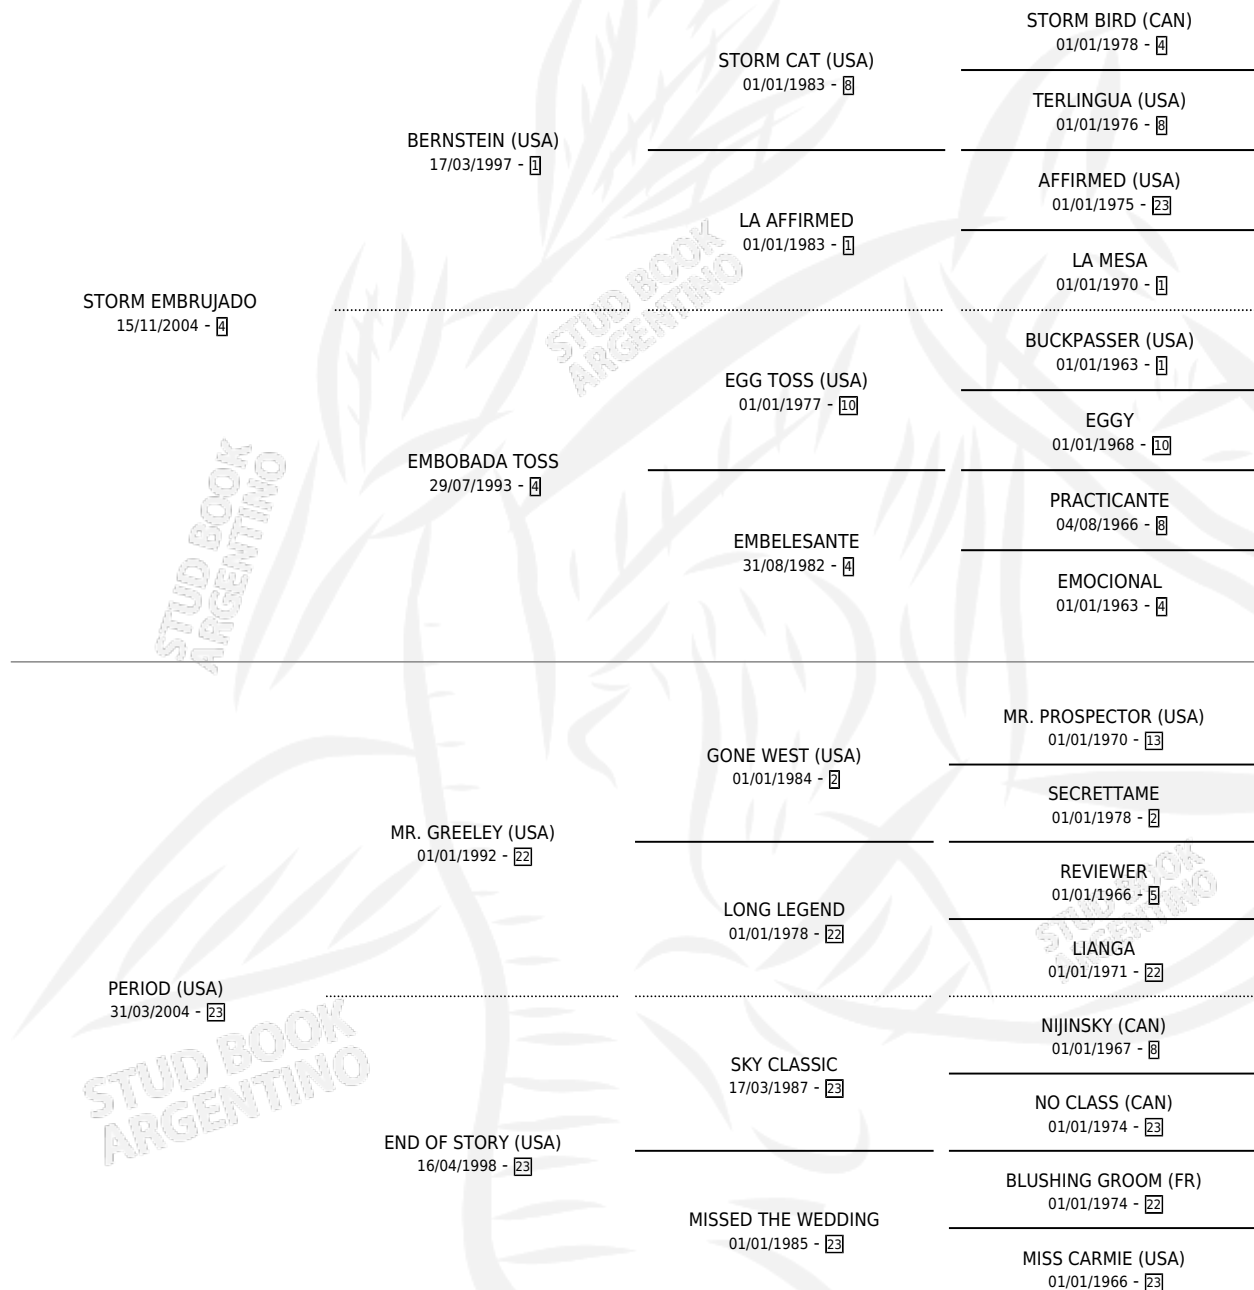 STORM BIRD (CAN)
01/01/1978 - 4
STORM CAT (USA)
01/01/1983 - 8
TERLINGUA (USA)
01/01/1976 - 8
BERNSTEIN (USA)
17/03/1997 - 1
AFFIRMED (USA)
01/01/1975 - 23
LA AFFIRMED
01/01/1983 - 1
LA MESA
01/01/1970 - 1
STORM EMBRUJADO
15/11/2004 - 4
BUCKPASSER (USA)
01/01/1963 - 1
EGG TOSS (USA)
01/01/1977 - 10
EGGY
01/01/1968 - 10
EMBOBADA TOSS
29/07/1993 - 4
PRACTICANTE
04/08/1966 - 8
EMBELESANTE
31/08/1982 - 4
EMOCIONAL
01/01/1963 - 4
MR. PROSPECTOR (USA)
01/01/1970 - 13
GONE WEST (USA)
01/01/1984 - 2
SECRETTAME
01/01/1978 - 2
MR. GREELEY (USA)
01/01/1992 - 22
REVIEWER
01/01/1966 - 5
LONG LEGEND
01/01/1978 - 22
LIANGA
01/01/1971 - 22
PERIOD (USA)
31/03/2004 - 23
NIJINSKY (CAN)
01/01/1967 - 8
SKY CLASSIC
17/03/1987 - 23
NO CLASS (CAN)
01/01/1974 - 23
END OF STORY (USA)
16/04/1998 - 23
BLUSHING GROOM (FR)
01/01/1974 - 22
MISSED THE WEDDING
01/01/1985 - 23
MISS CARMIE (USA)
01/01/1966 - 23
STUD BOOK
ARGENTINO
STUD BOOK
ARGENTINO
STUD BOOK
ARGENTINO
STUD BOOK
ARGENTINO